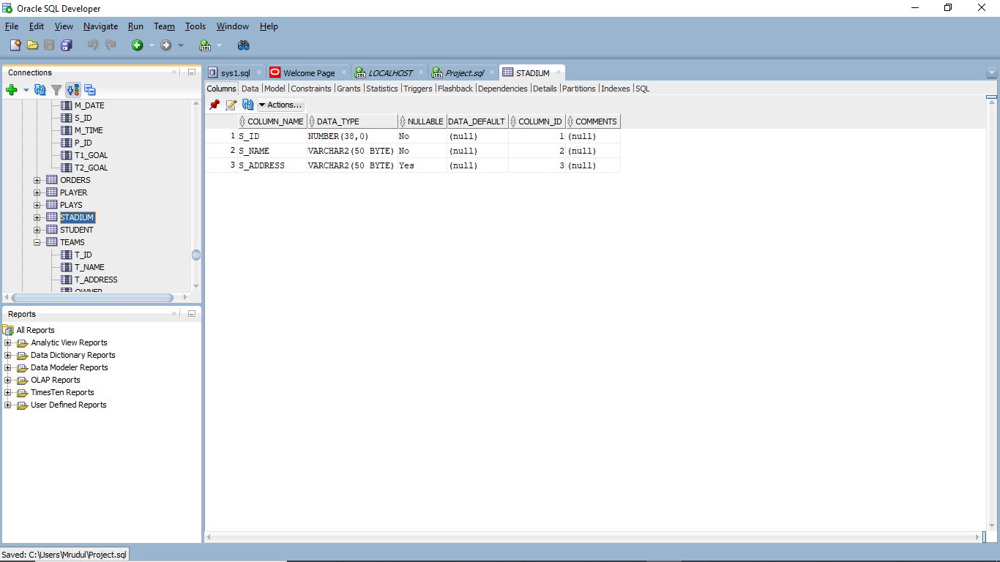 Oracle SQL Developer
File Edit View Navigate Run Team Tools Window Help
Connections
M_DATE
S_ID
M_TIME
P_ID
T1_GOAL
T2_GOAL
ORDERS
PLAYER
PLAYS
STADIUM
STUDENT
TEAMS
T_ID
T_NAME
T_ADDRESS
OWNER
Reports
All Reports
Analytic View Reports
Data Dictionary Reports
Data Modeler Reports
OLAP Reports
TimesTen Reports
User Defined Reports
sys1.sql Welcome Page LOCALHOST Project.sql STADIUM
Columns Data Model Constraints Grants Statistics Triggers Flashback Dependencies Details Partitions Indexes SQL
Actions...
COLUMN_NAME DATA_TYPE NULLABLE DATA_DEFAULT COLUMN_ID COMMENTS
1 S_ID NUMBER(38,0) No (null) 1 (null)
2 S_NAME VARCHAR2(50 BYTE) No (null) 2 (null)
3 S_ADDRESS VARCHAR2(50 BYTE) Yes (null) 3 (null)
Saved: C:\Users\Mrudul\Project.sql